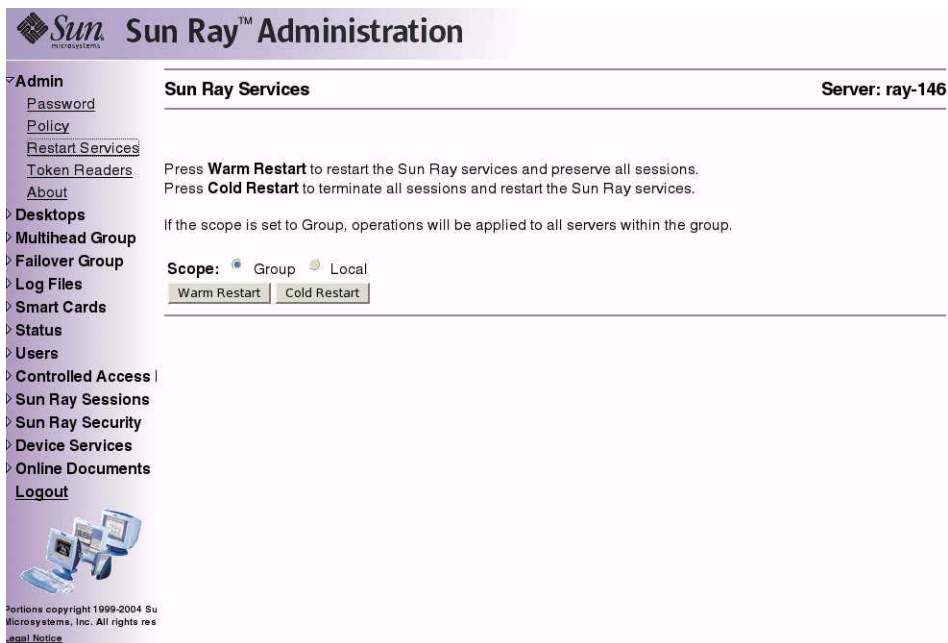 Sun microsystems Sun Ray™ Administration
Admin
Password
Policy
Restart Services
Token Readers
About
Desktops
Multihead Group
Failover Group
Log Files
Smart Cards
Status
Users
Controlled Access
Sun Ray Sessions
Sun Ray Security
Device Services
Online Documents
Logout
Portions copyright 1999-2004 Su
Microsystems, Inc. All rights res
Legal Notice
Sun Ray Services Server: ray-146
Press Warm Restart to restart the Sun Ray services and preserve all sessions.
Press Cold Restart to terminate all sessions and restart the Sun Ray services.
If the scope is set to Group, operations will be applied to all servers within the group.
Scope: Group Local
Warm Restart Cold Restart